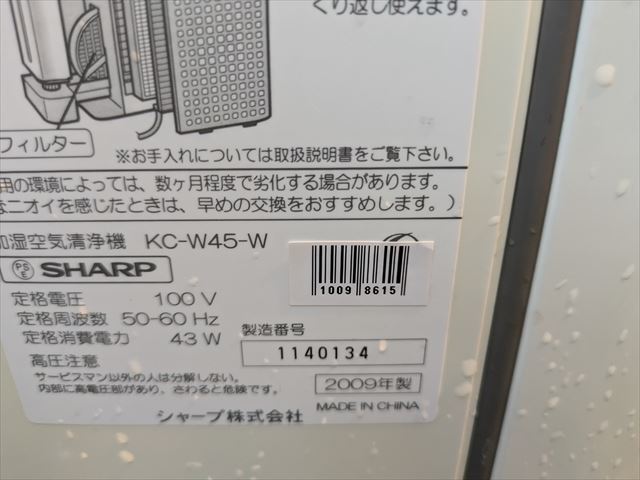 くり返し使えます。
フィルター
※お手入れについては取扱説明書をご覧下さい。
用の環境によっては、数ヶ月程度で劣化する場合があります。
なニオイを感じたときは、早めの交換をおすすめします。)
加湿空気清浄機 KC-W45-W
PSE SHARP
1009 8615
定格電圧 100 V
定格周波数 50-60 Hz
定格消費電力 43 W
製造番号
1140134
高圧注意
サービスマン以外の人は分解しない。
内部に高電圧部があり、さわると危険です。
2009年製
シャープ株式会社
MADE IN CHINA